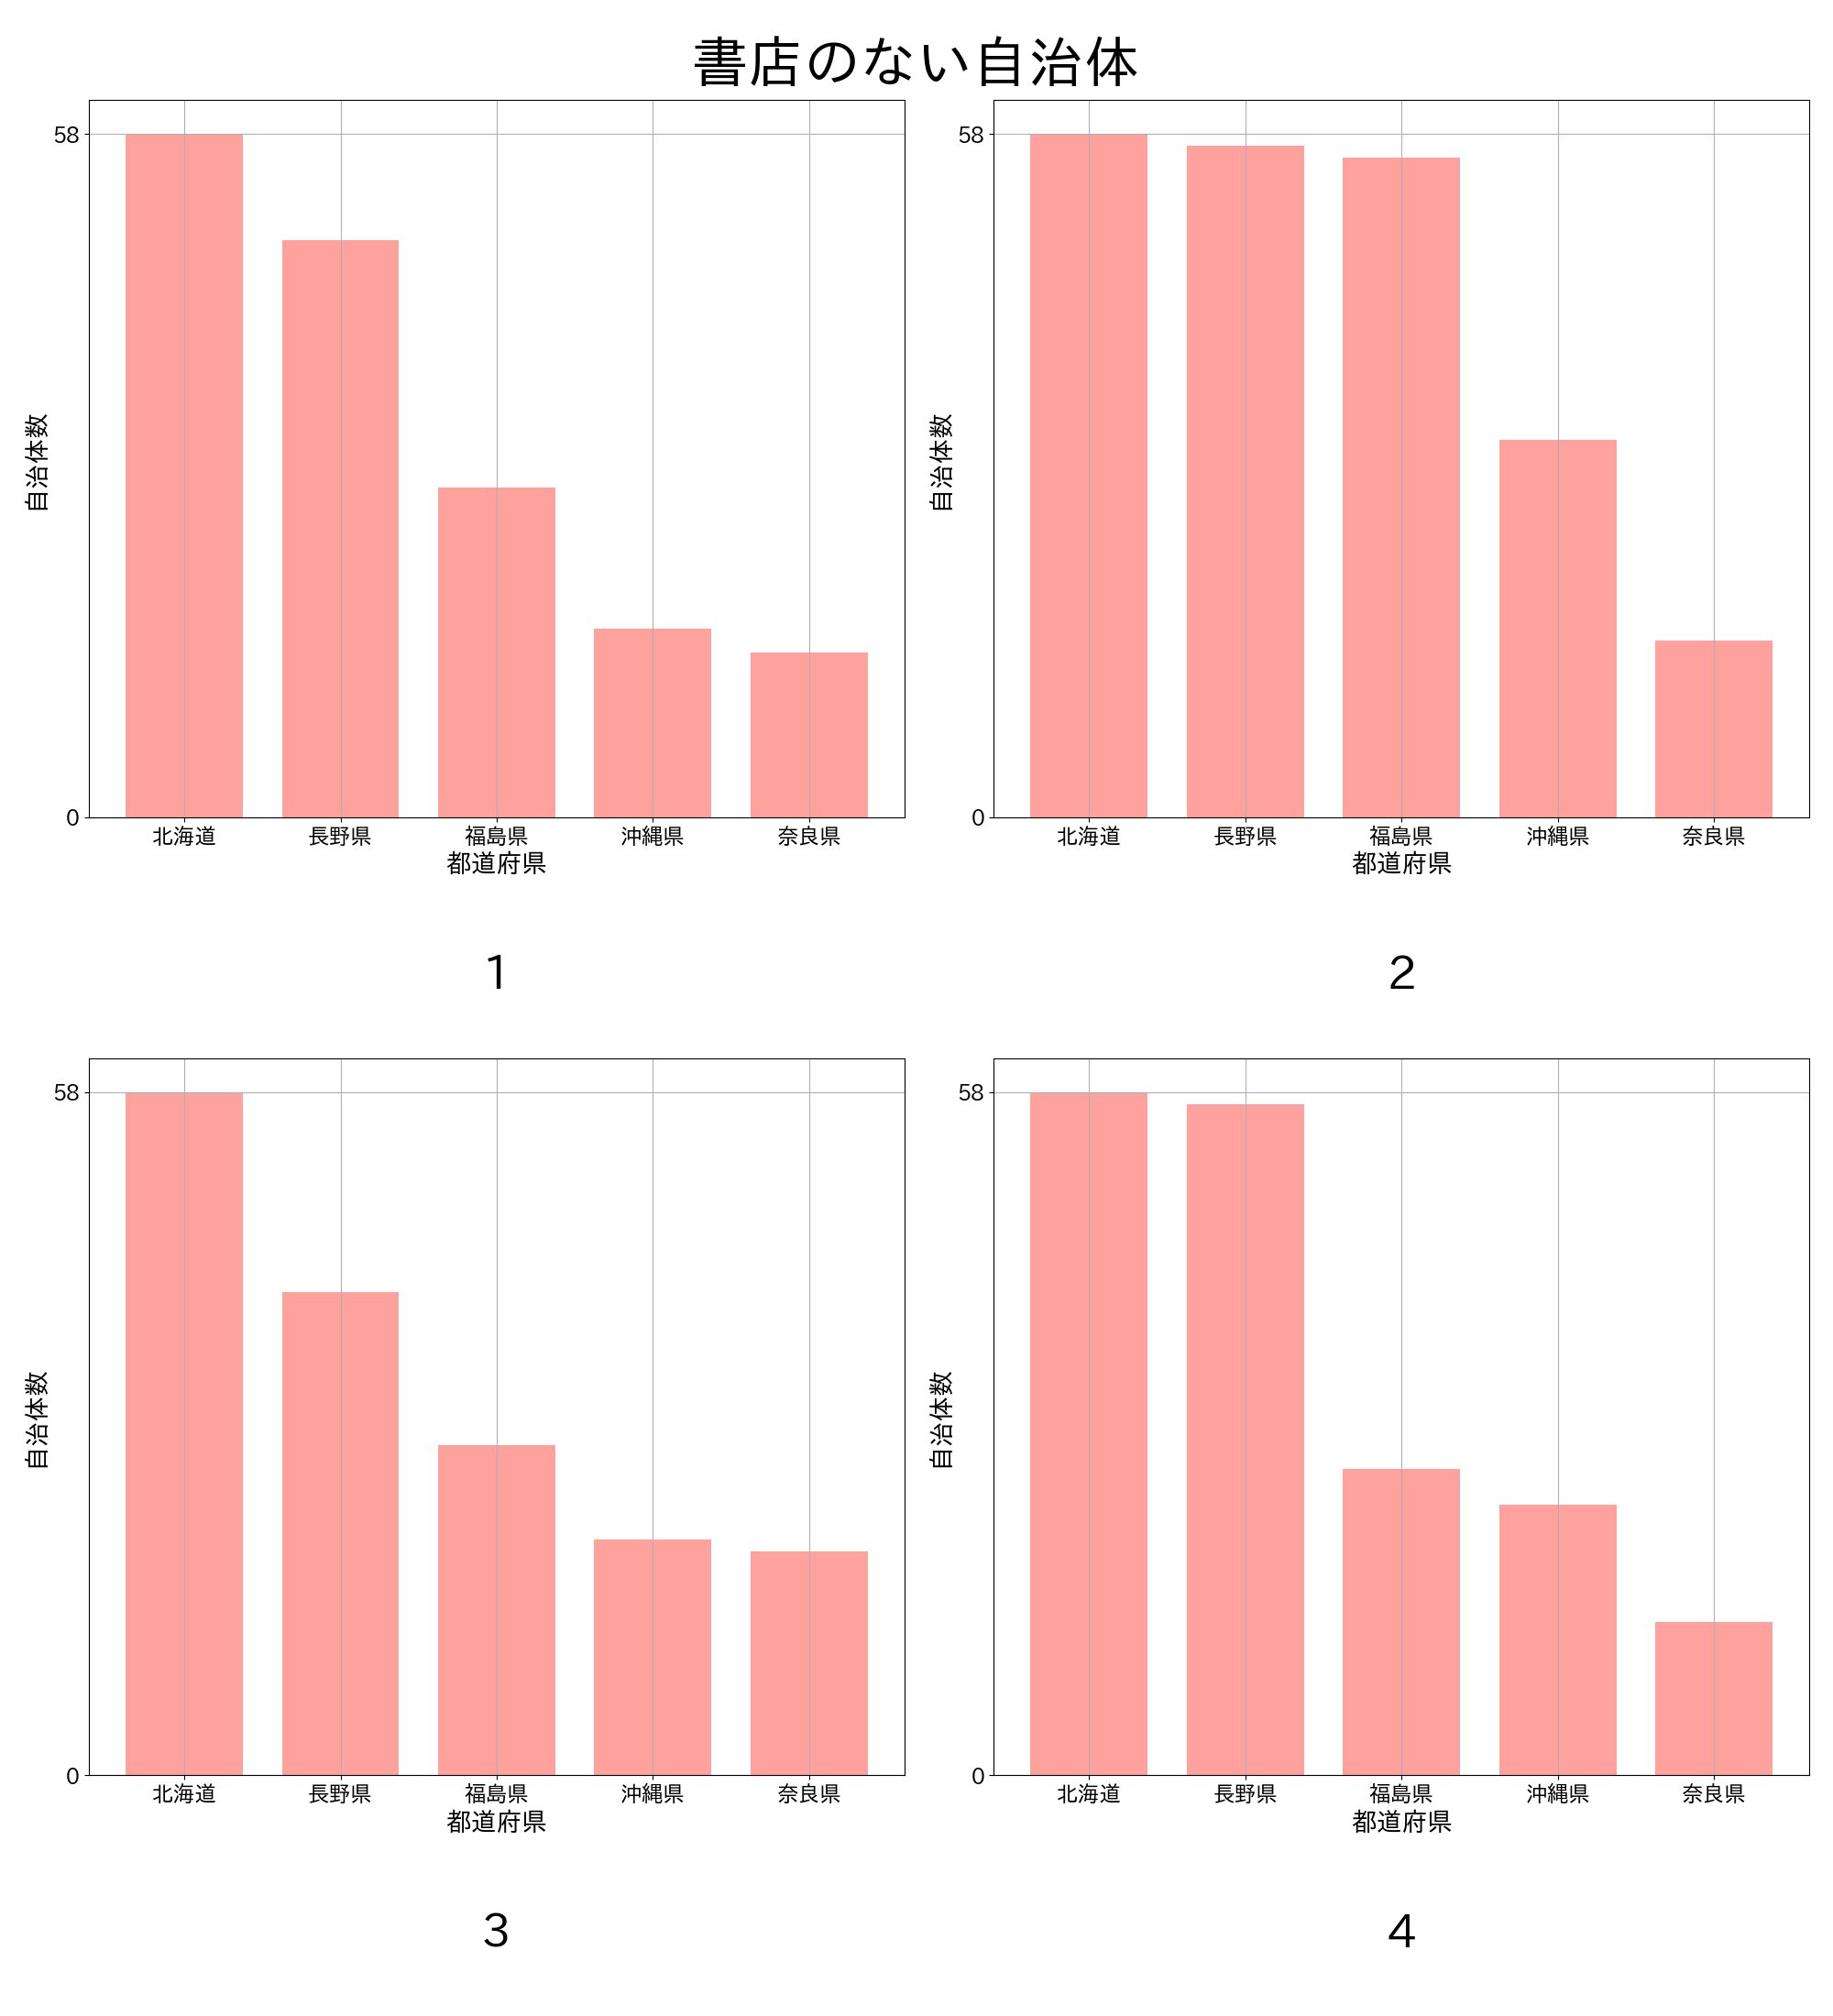 書店のない自治体
58
0
自治体数
北海道 長野県 福島県 沖縄県 奈良県
都道府県
1
58
0
自治体数
北海道 長野県 福島県 沖縄県 奈良県
都道府県
2
58
0
自治体数
北海道 長野県 福島県 沖縄県 奈良県
都道府県
3
58
0
自治体数
北海道 長野県 福島県 沖縄県 奈良県
都道府県
4